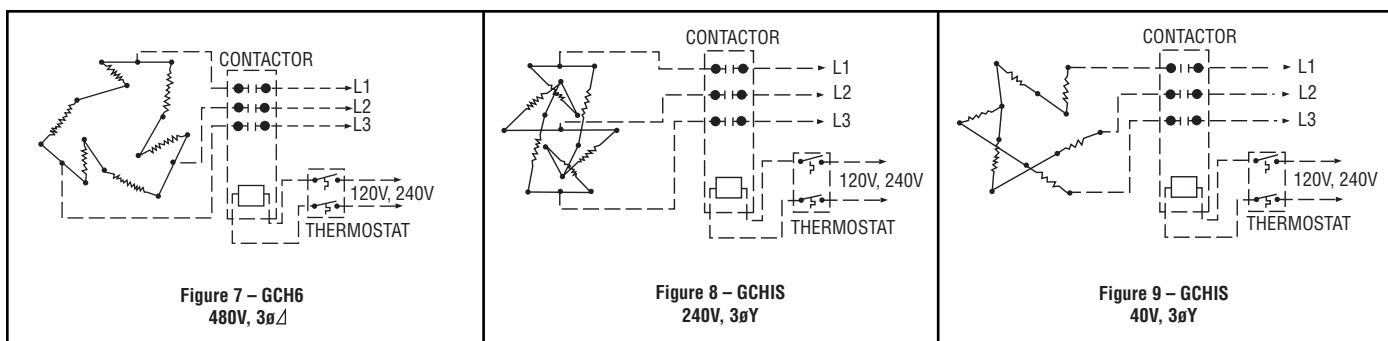 CONTACTOR
L1
L2
L3
120V, 240V
THERMOSTAT
Figure 7 – GCH6
480V, 3øΔ
CONTACTOR
L1
L2
L3
120V, 240V
THERMOSTAT
Figure 8 – GCHIS
240V, 3øY
CONTACTOR
L1
L2
L3
120V, 240V
THERMOSTAT
Figure 9 – GCHIS
40V, 3øY